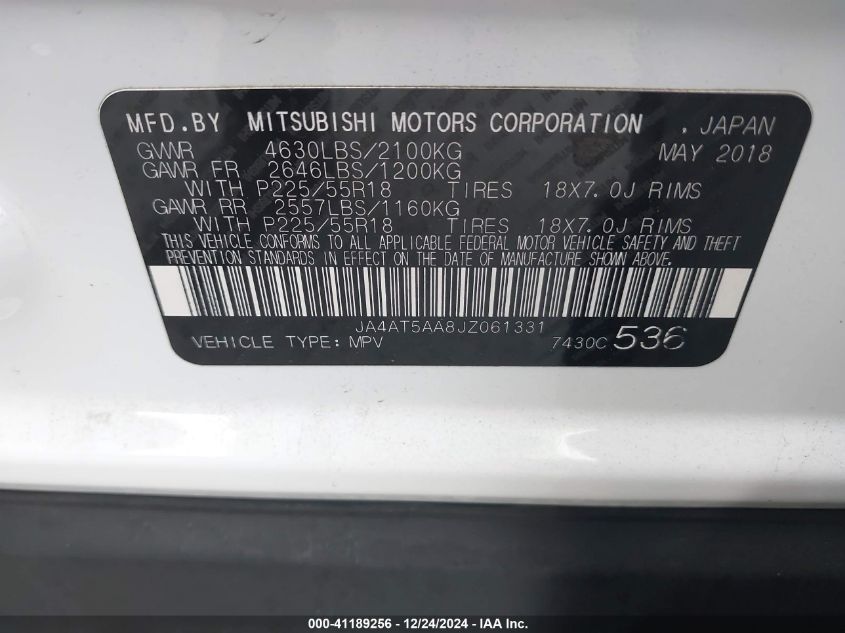 MFD.BY MITSUBISHI MOTORS CORPORATION , JAPAN
GVWR 4630LBS/2100KG MAY 2018
GAWR FR 2646LBS/1200KG
WITH P225/55R18 TIRES 18X7.0J RIMS
GAWR RR 2557LBS/1160KG
WITH P225/55R18 TIRES 18X7.0J RIMS
THIS VEHICLE CONFORMS TO ALL APPLICABLE FEDERAL MOTOR VEHICLE SAFETY AND THEFT
PREVENTION STANDARDS IN EFFECT ON THE DATE OF MANUFACTURE SHOWN ABOVE.
JA4AT5AA8JZ061331
VEHICLE TYPE: MPV 7430C 536
000-41189256 - 12/24/2024 - IAA Inc.